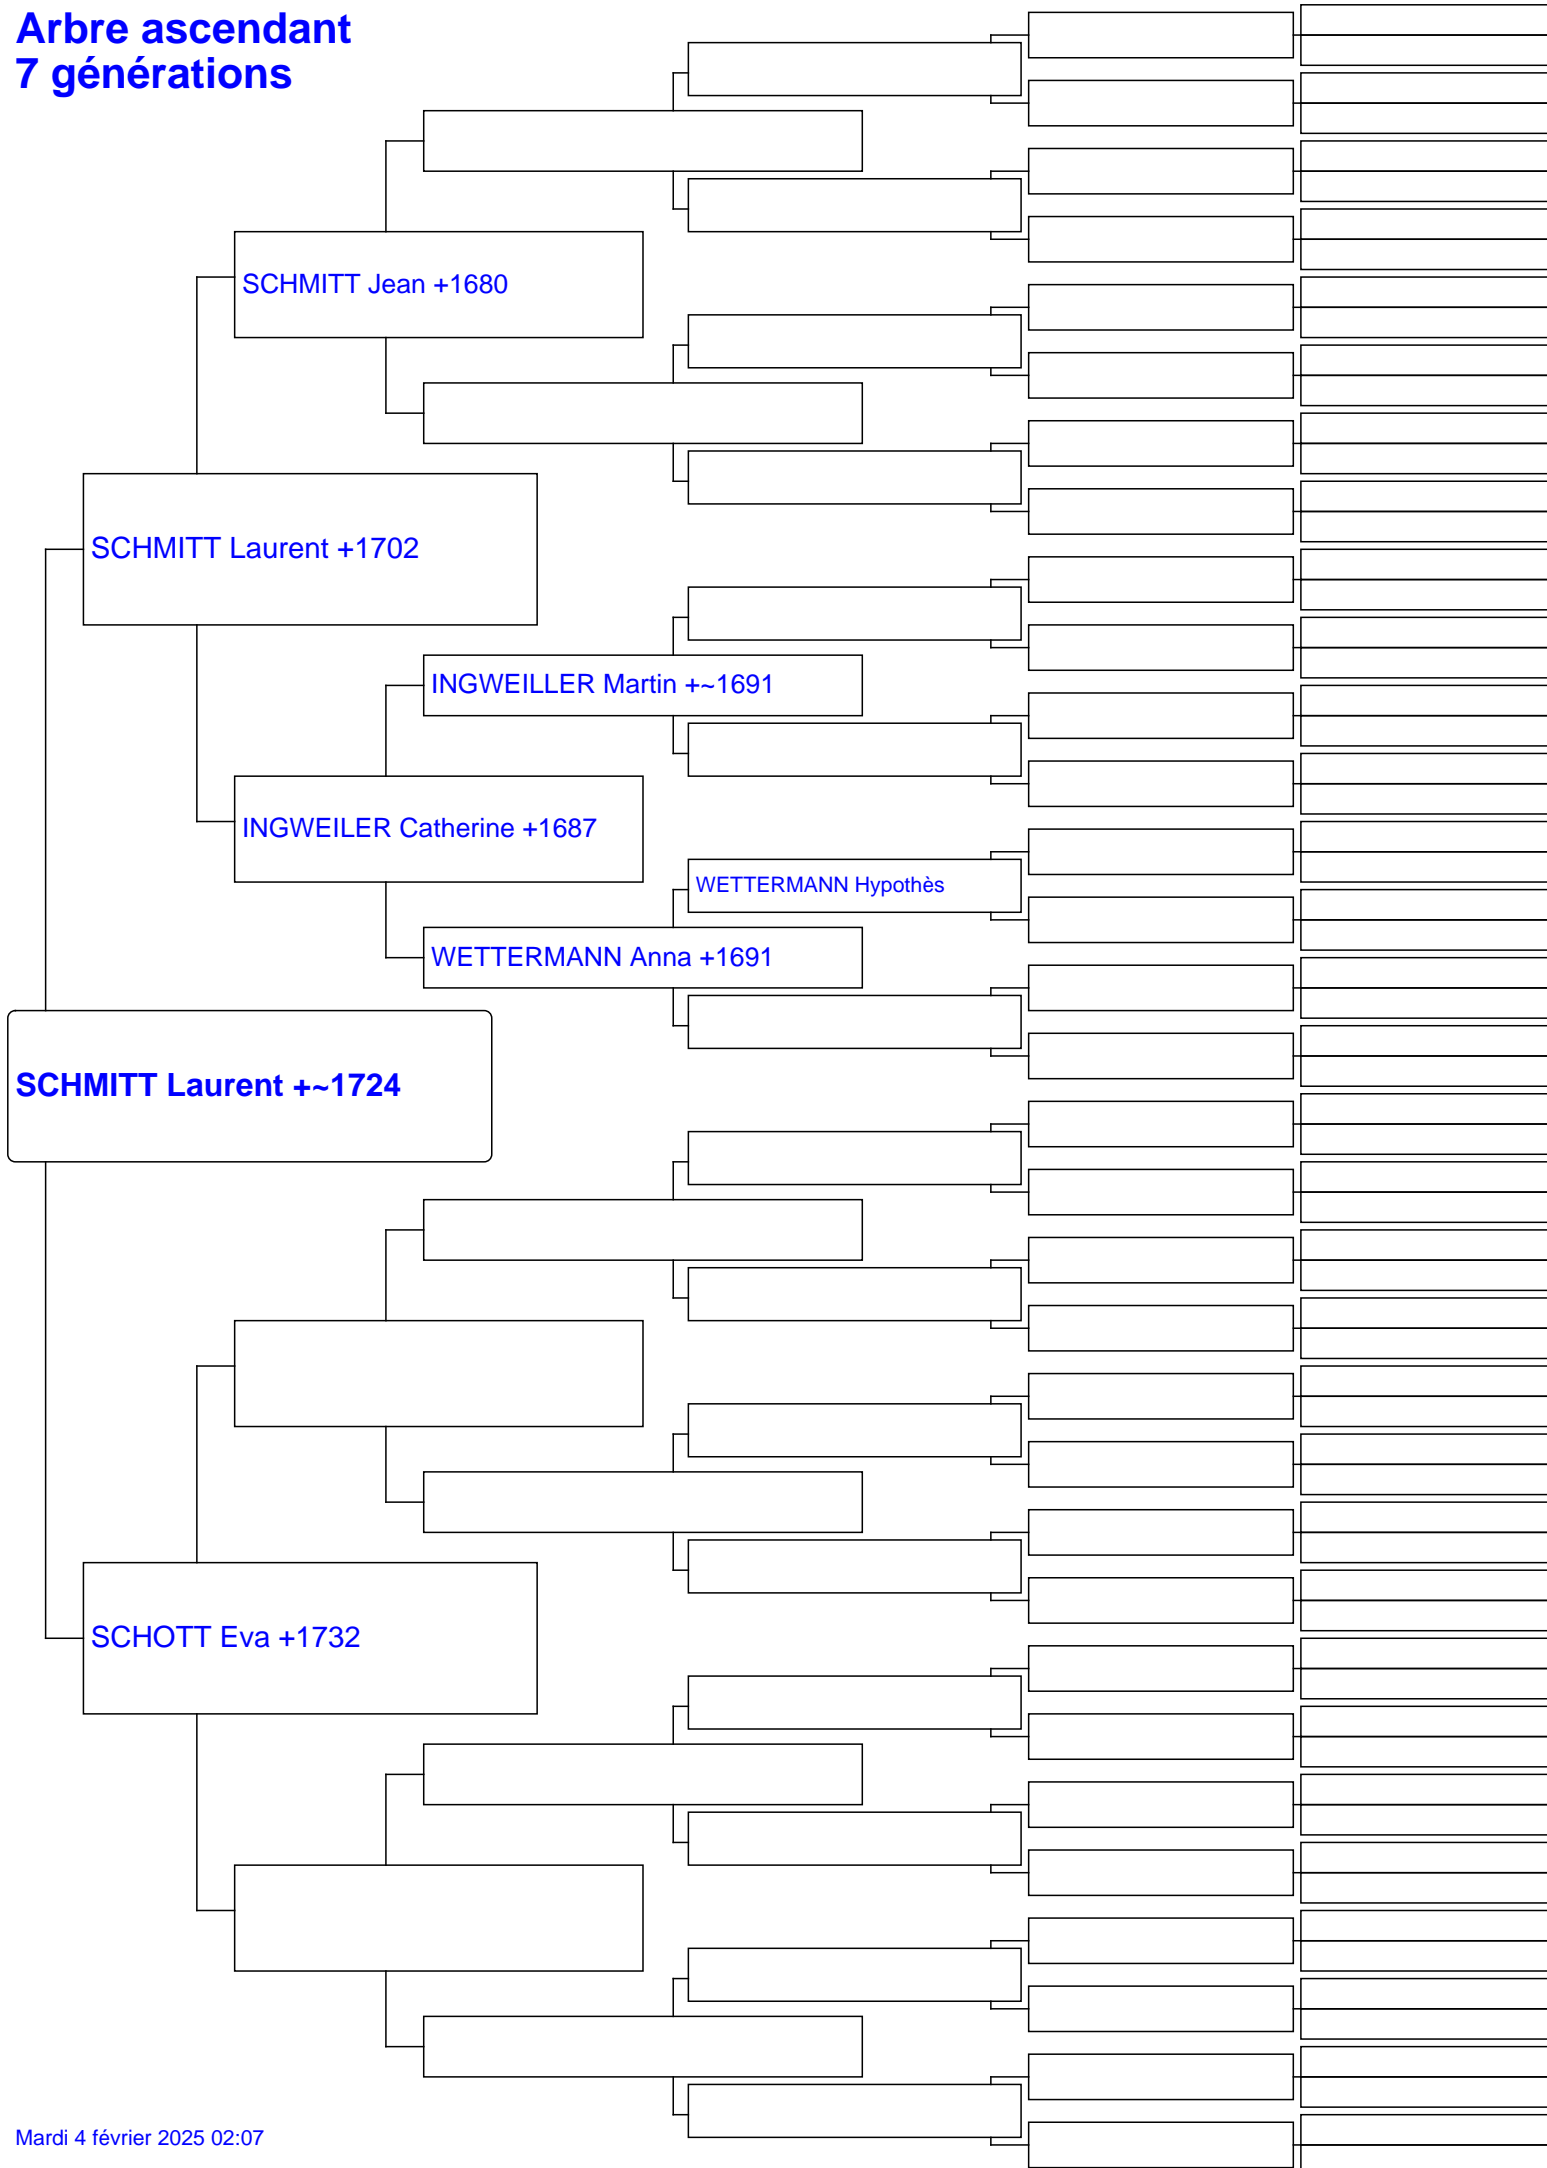 Arbre ascendant
7 générations
SCHMITT Jean +1680
SCHMITT Laurent +1702
INGWEILLER Martin +~1691
INGWEILER Catherine +1687
WETTERMANN Hypothès
WETTERMANN Anna +1691
SCHMITT Laurent +~1724
SCHOTT Eva +1732
Mardi 4 février 2025 02:07